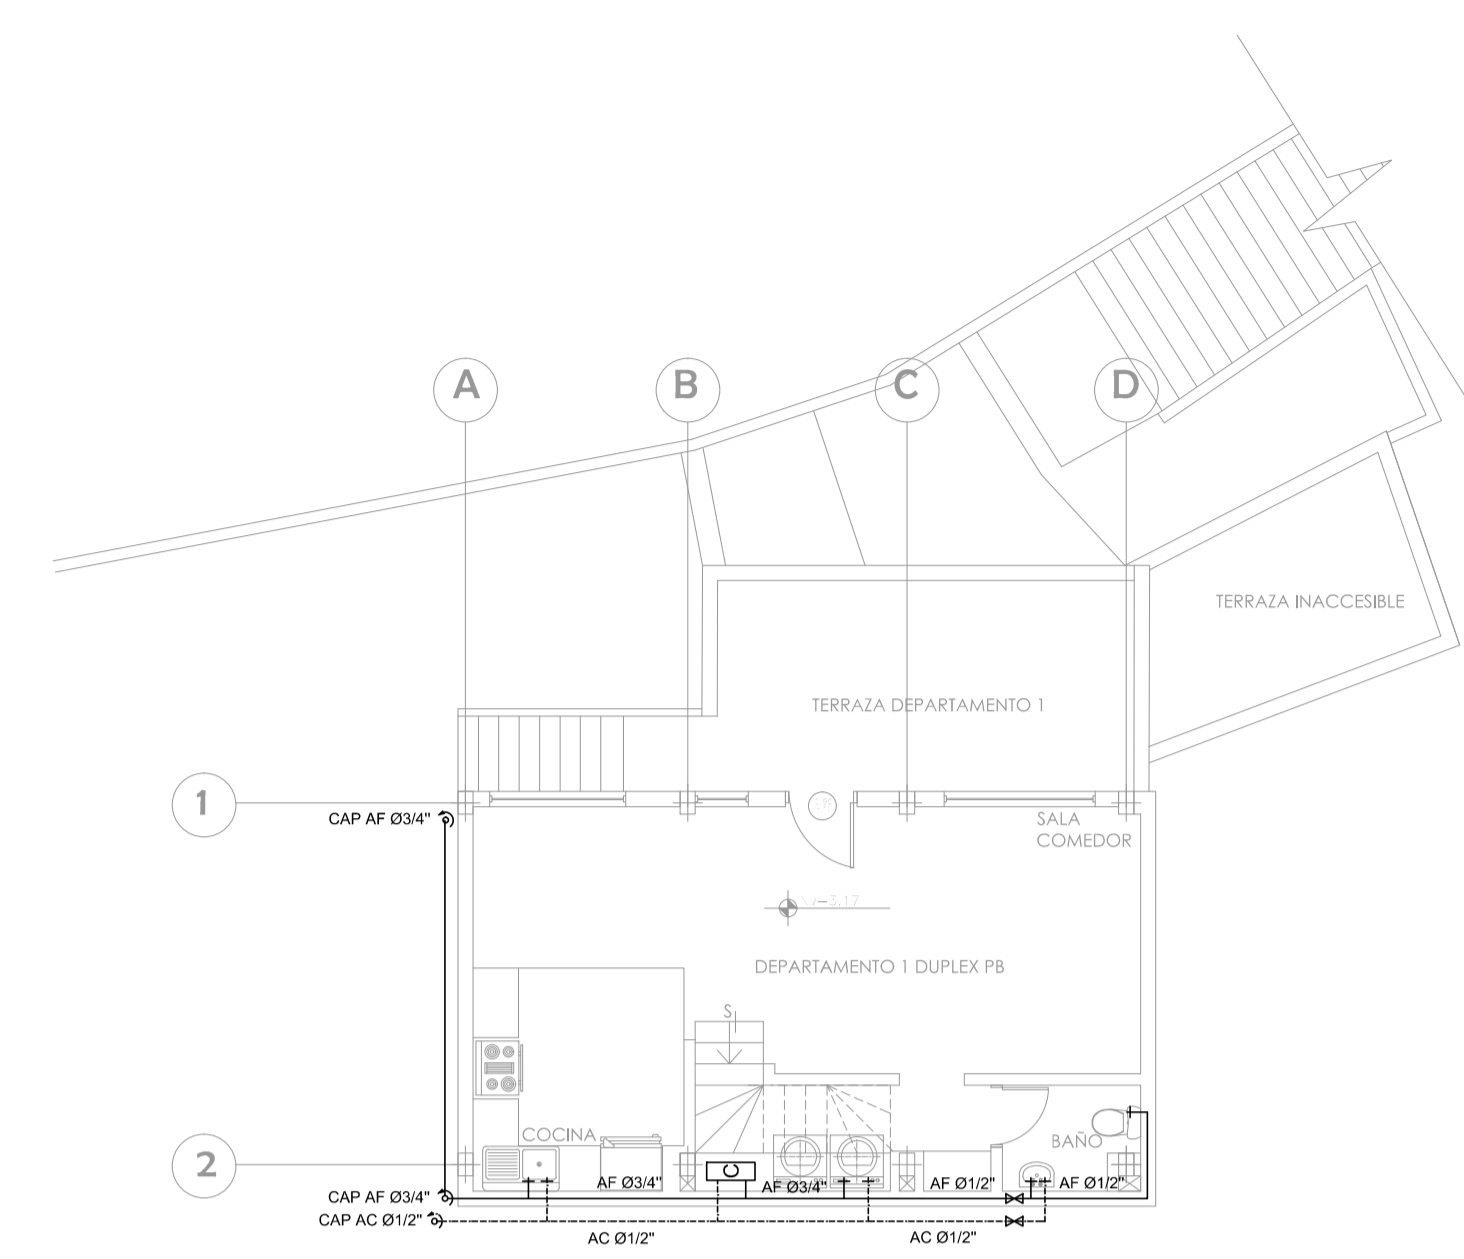 A
B
C
D
TERRAZA INACCESIBLE
TERRAZA DEPARTAMENTO 1
1
CAP AF Ø3/4"
SALA
COMEDOR
-3.17
DEPARTAMENTO 1 DUPLEX PB
S
COCINA
BAÑO
2
C
AF Ø3/4"
AF Ø3/4"
AF Ø1/2"
AF Ø1/2"
CAP AF Ø3/4"
CAP AC Ø1/2"
AC Ø1/2"
AC Ø1/2"